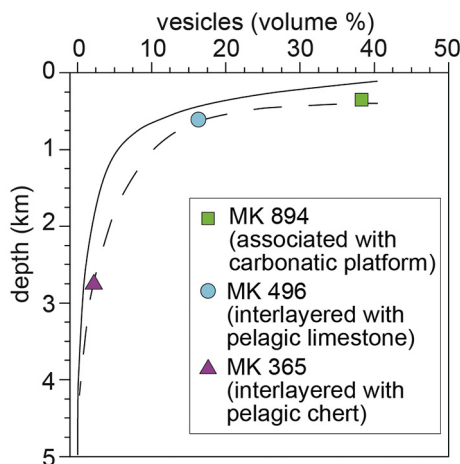 vesicles (volume %)
0 10 20 30 40 50
0
1
2
3
4
5
depth (km)
MK 894
(associated with
carbonatic platform)
MK 496
(interlayered with
pelagic limestone)
MK 365
(interlayered with
pelagic chert)